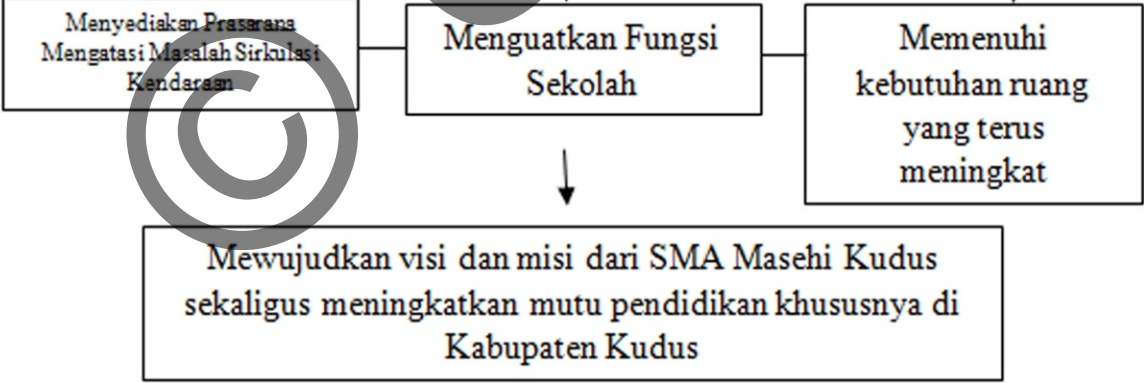 Menyediakan Prasarana
Mengatasi Masalah Sirkulasi
Kendaraan
Menguatkan Fungsi
Sekolah
Memenuhi
kebutuhan ruang
yang terus
meningkat
Mewujudkan visi dan misi dari SMA Masehi Kudus
sekaligus meningkatkan mutu pendidikan khususnya di
Kabupaten Kudus